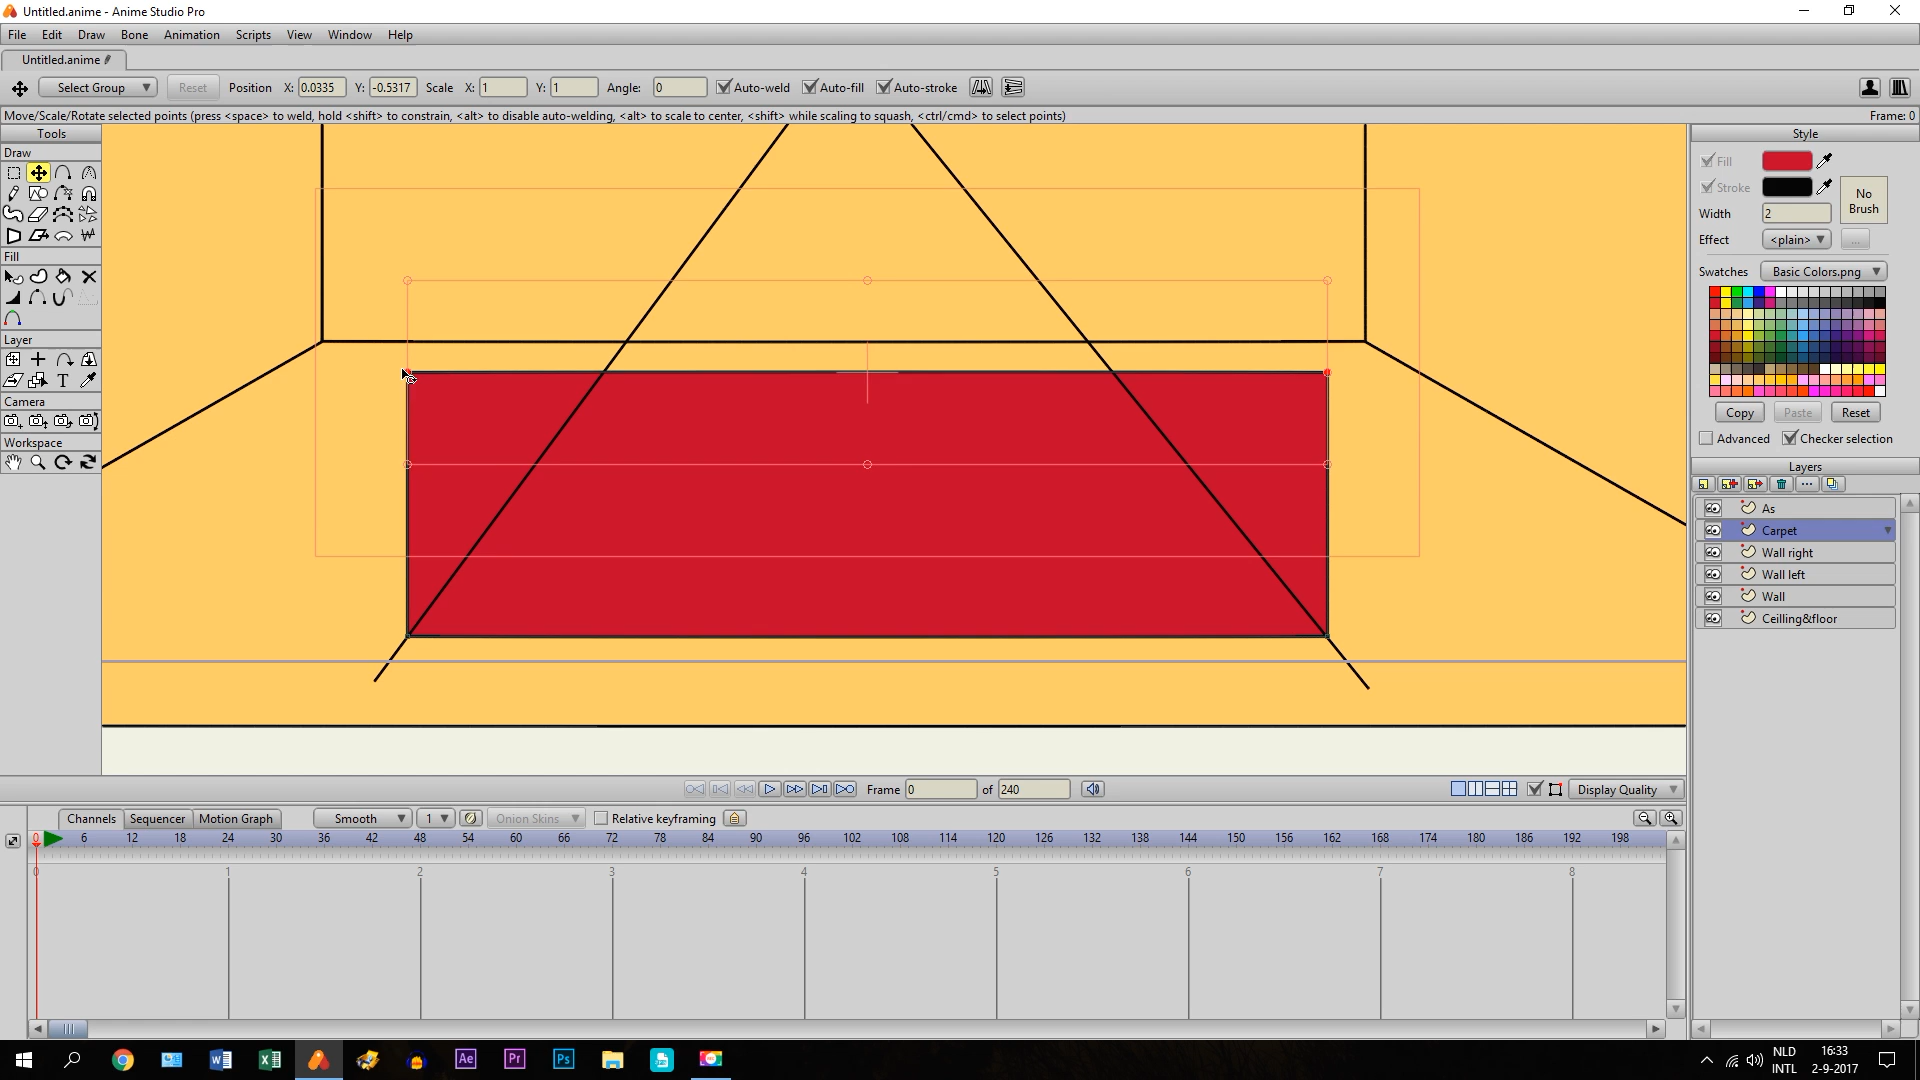 Untitled.anime - Anime Studio Pro
File Edit Draw Bone Animation Scripts View Window Help
Untitled.anime
Select Group Reset Position X: 0.0335 Y: -0.5317 Scale X: 1 Y: 1 Angle: 0 Auto-weld Auto-fill Auto-stroke
Move/Scale/Rotate selected points (press <space> to weld, hold <shift> to constrain, <alt> to disable auto-welding, <alt> to scale to center, <shift> while scaling to squash, <ctrl/cmd> to select points) Frame: 0
Tools
Draw
Fill
Layer
Camera
Workspace
Style
Fill
Stroke
No
Brush
Width 2
Effect <plain> ...
Swatches Basic Colors.png
Copy Paste Reset
Advanced Checker selection
Layers
As
Carpet
Wall right
Wall left
Wall
Ceilling&floor
Frame 0 of 240 Display Quality
Channels Sequencer Motion Graph Smooth 1 Onion Skins Relative keyframing
0 6 12 18 24 30 36 42 48 54 60 66 72 78 84 90 96 102 108 114 120 126 132 138 144 150 156 162 168 174 180 186 192 198
0 1 2 3 4 5 6 7 8
Ae Pr Ps
NLD
INTL
16:33
2-9-2017